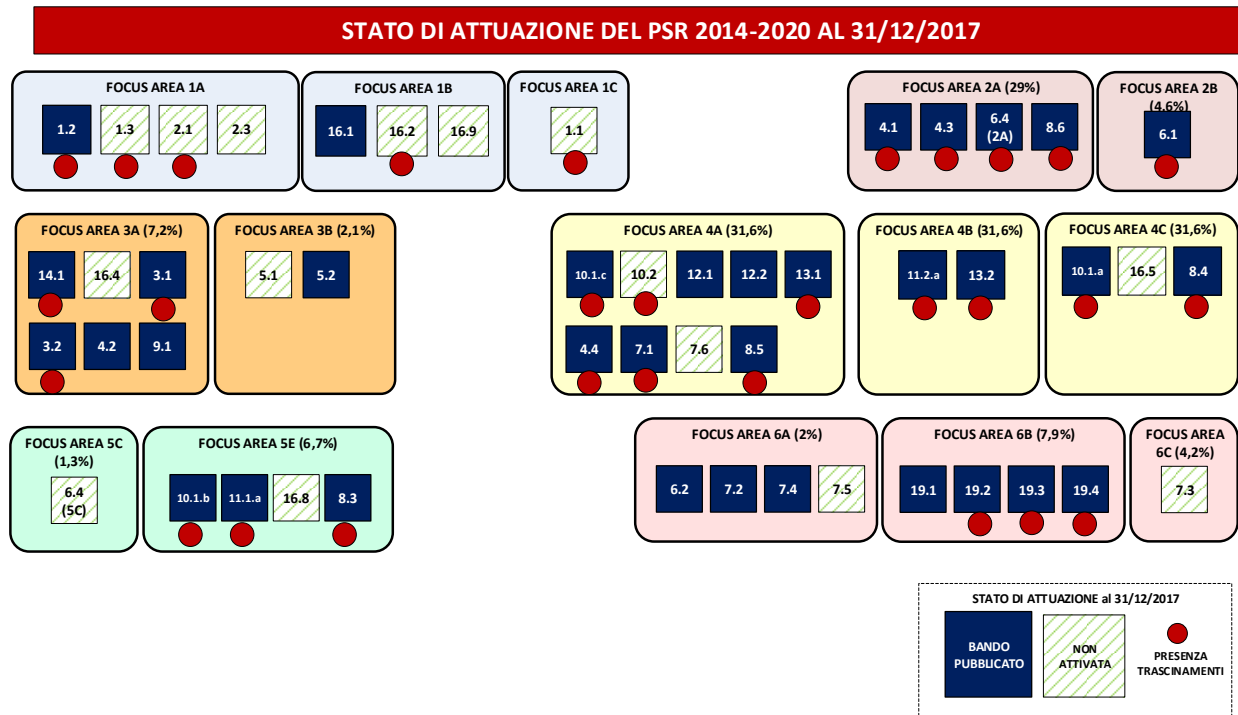 STATO DI ATTUAZIONE DEL PSR 2014-2020 AL 31/12/2017
FOCUS AREA 1A
1.2
1.3
2.1
2.3
FOCUS AREA 1B
16.1
16.2
16.9
FOCUS AREA 1C
1.1
FOCUS AREA 2A (29%)
4.1
4.3
6.4
(2A)
8.6
FOCUS AREA 2B
(4.6%)
6.1
FOCUS AREA 3A (7,2%)
14.1
16.4
3.1
3.2
4.2
9.1
FOCUS AREA 3B (2,1%)
5.1
5.2
FOCUS AREA 4A (31,6%)
10.1.c
10.2
12.1
12.2
13.1
4.4
7.1
7.6
8.5
FOCUS AREA 4B (31,6%)
11.2.a
13.2
FOCUS AREA 4C (31,6%)
10.1.a
16.5
8.4
FOCUS AREA 5C
(1,3%)
6.4
(5C)
FOCUS AREA 5E (6,7%)
10.1.b
11.1.a
16.8
8.3
FOCUS AREA 6A (2%)
6.2
7.2
7.4
7.5
FOCUS AREA 6B (7,9%)
19.1
19.2
19.3
19.4
FOCUS AREA
6C (4,2%)
7.3
STATO DI ATTUAZIONE al 31/12/2017
BANDO
PUBBLICATO
NON
ATTIVATA
PRESENZA
TRASCINAMENTI